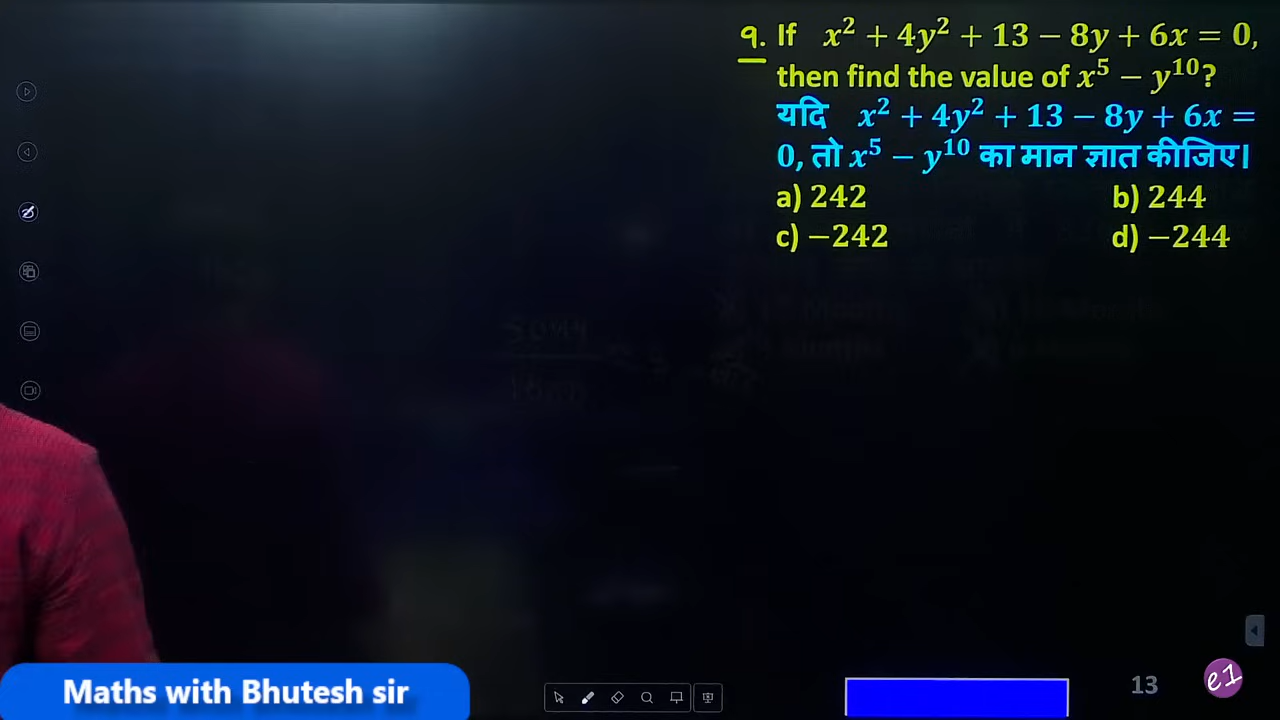 9. If x² + 4y² + 13 − 8y + 6x = 0,
then find the value of x⁵ − y¹⁰?
यदि x² + 4y² + 13 − 8y + 6x =
0, तो x⁵ − y¹⁰ का मान ज्ञात कीजिए।
a) 242 b) 244
c) −242 d) −244
Maths with Bhutesh sir
13
e1